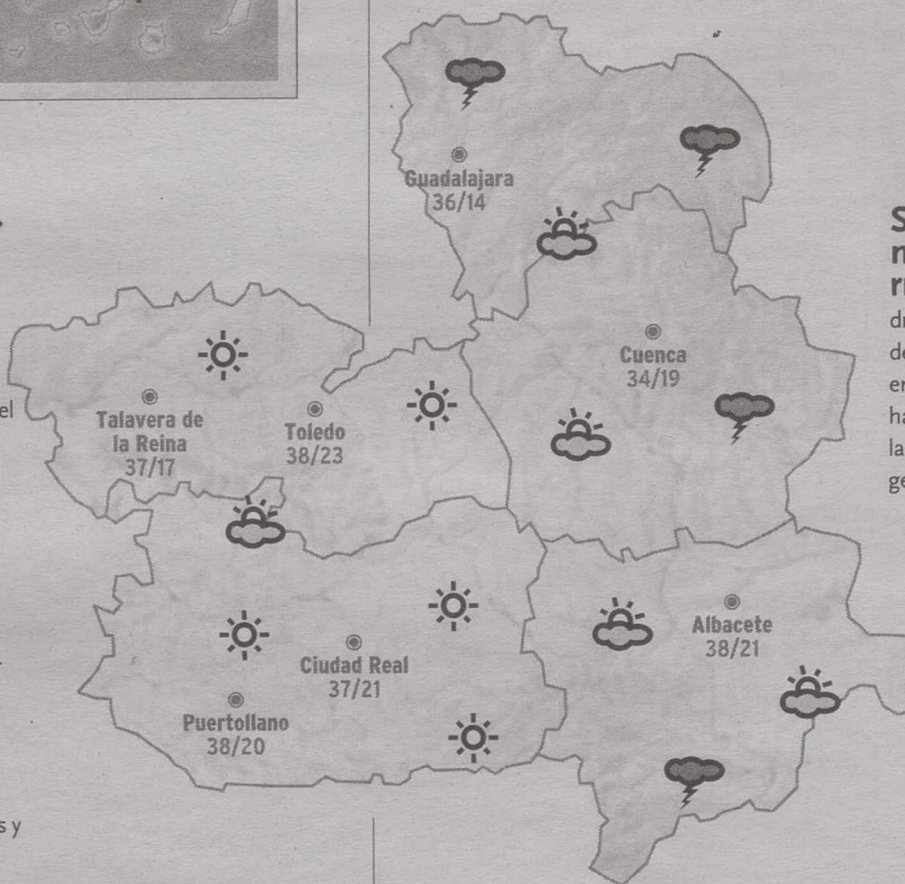 Guadalajara
36/14
Cuenca
34/19
Talavera de
la Reina
37/17
Toledo
38/23
Ciudad Real
37/21
Puertollano
38/20
Albacete
38/21
el
s y